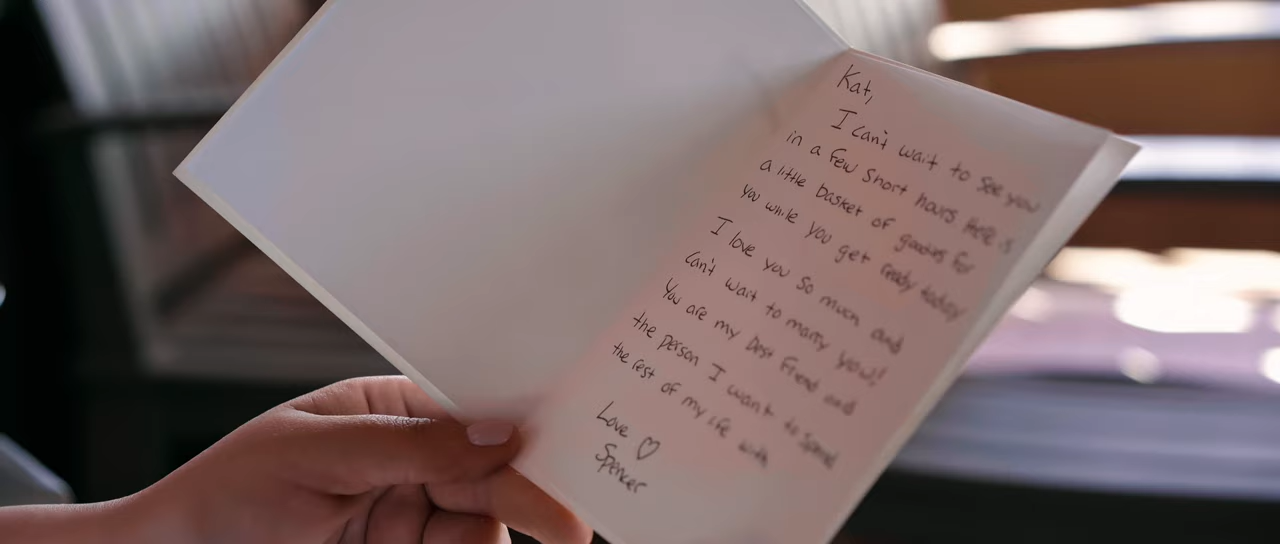 Kat,
I can't wait to see you
in a few short hours there is
a little basket of goodies for
you while you get ready today!
I love you so much and
can't wait to marry you!
You are my best friend and
the person I want to spend
the rest of my life with
Love ♡
Spencer